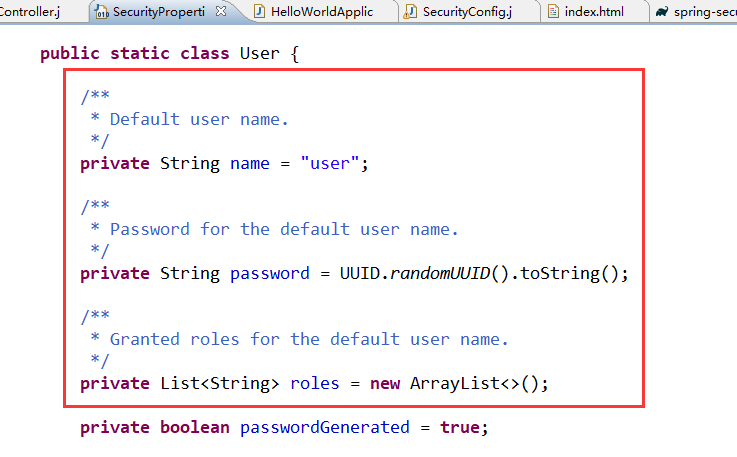 Controller.j
SecurityProperti
HelloWorldApplic
SecurityConfig.j
index.html
spring-secu
public static class User {
/**
* Default user name.
*/
private String name = "user";
/**
* Password for the default user name.
*/
private String password = UUID.randomUUID().toString();
/**
* Granted roles for the default user name.
*/
private List<String> roles = new ArrayList<>();
private boolean passwordGenerated = true;